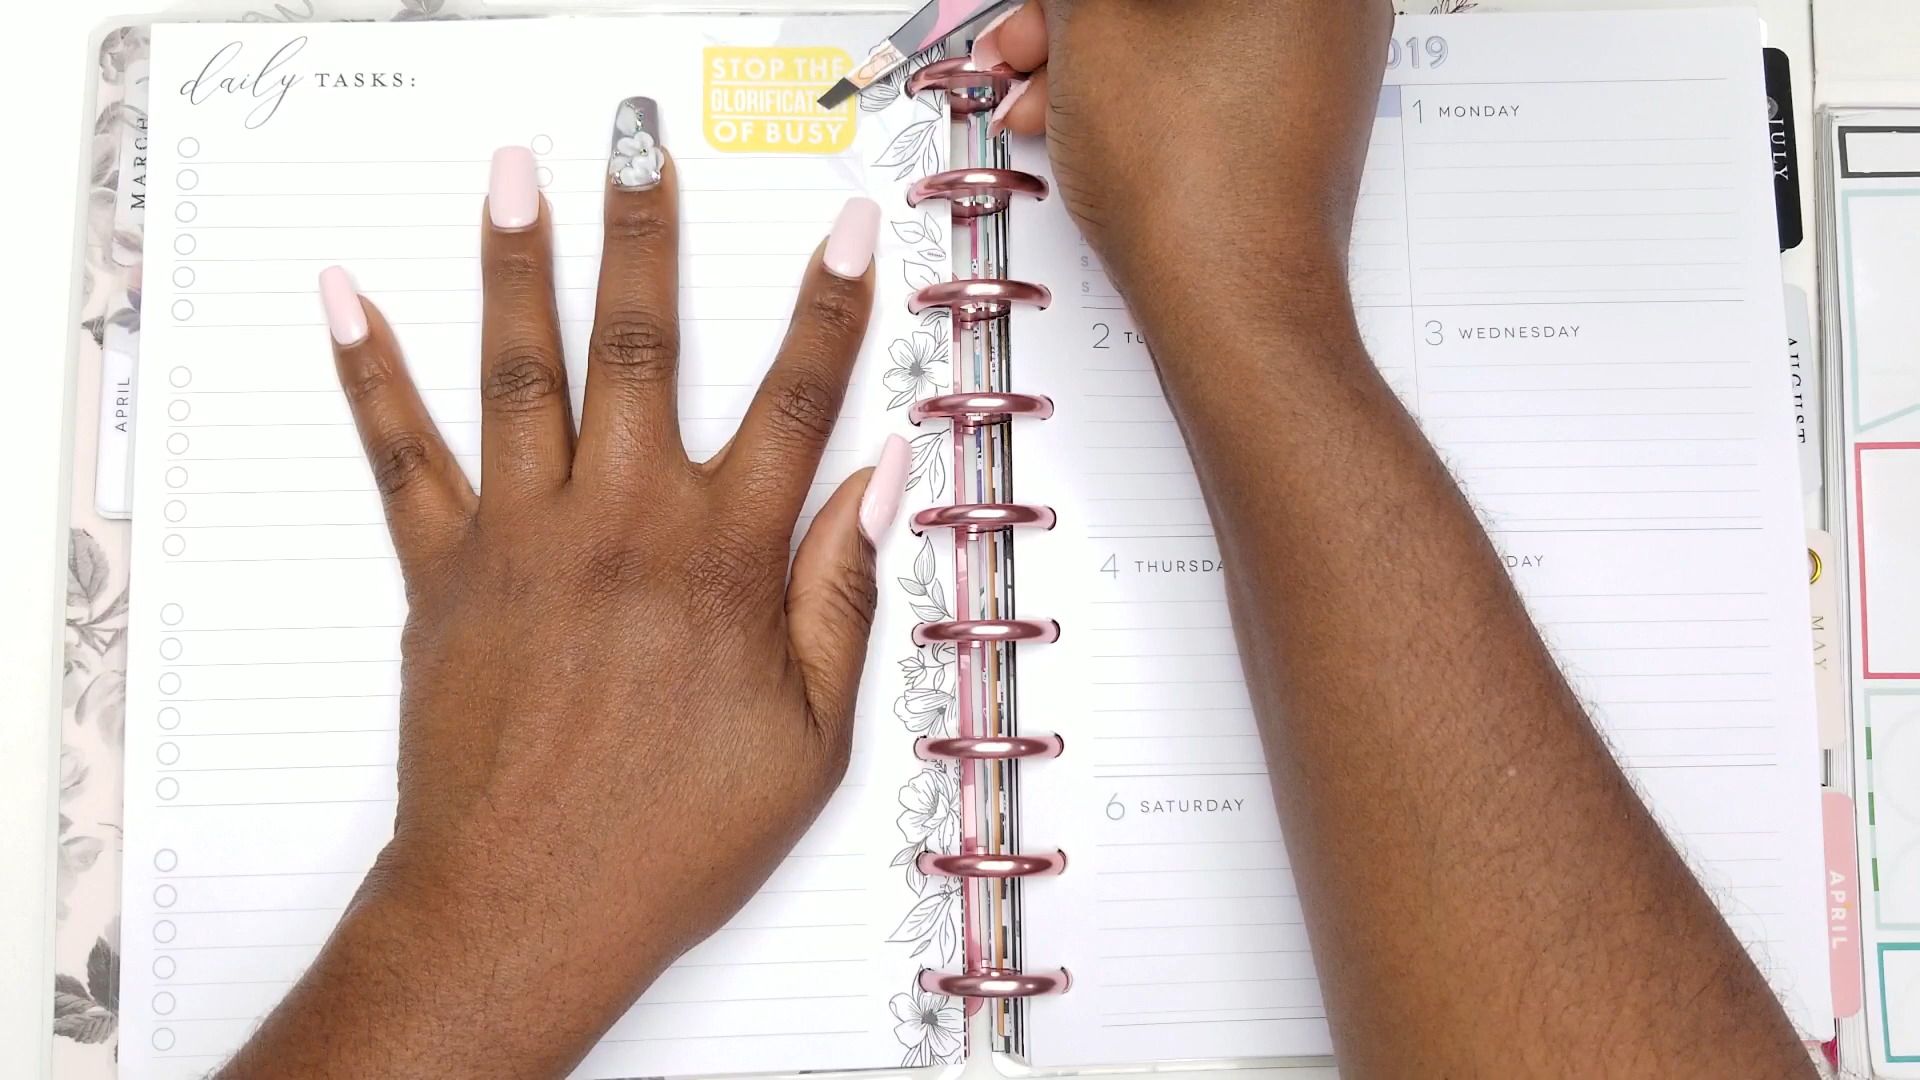 daily TASKS:
STOP THE
GLORIFICATION
OF BUSY
MARCH
APRIL
019
1 MONDAY
S
S
2 TU
3 WEDNESDAY
4 THURSDA
DAY
6 SATURDAY
JULY
AUGUST
MAY
APRIL